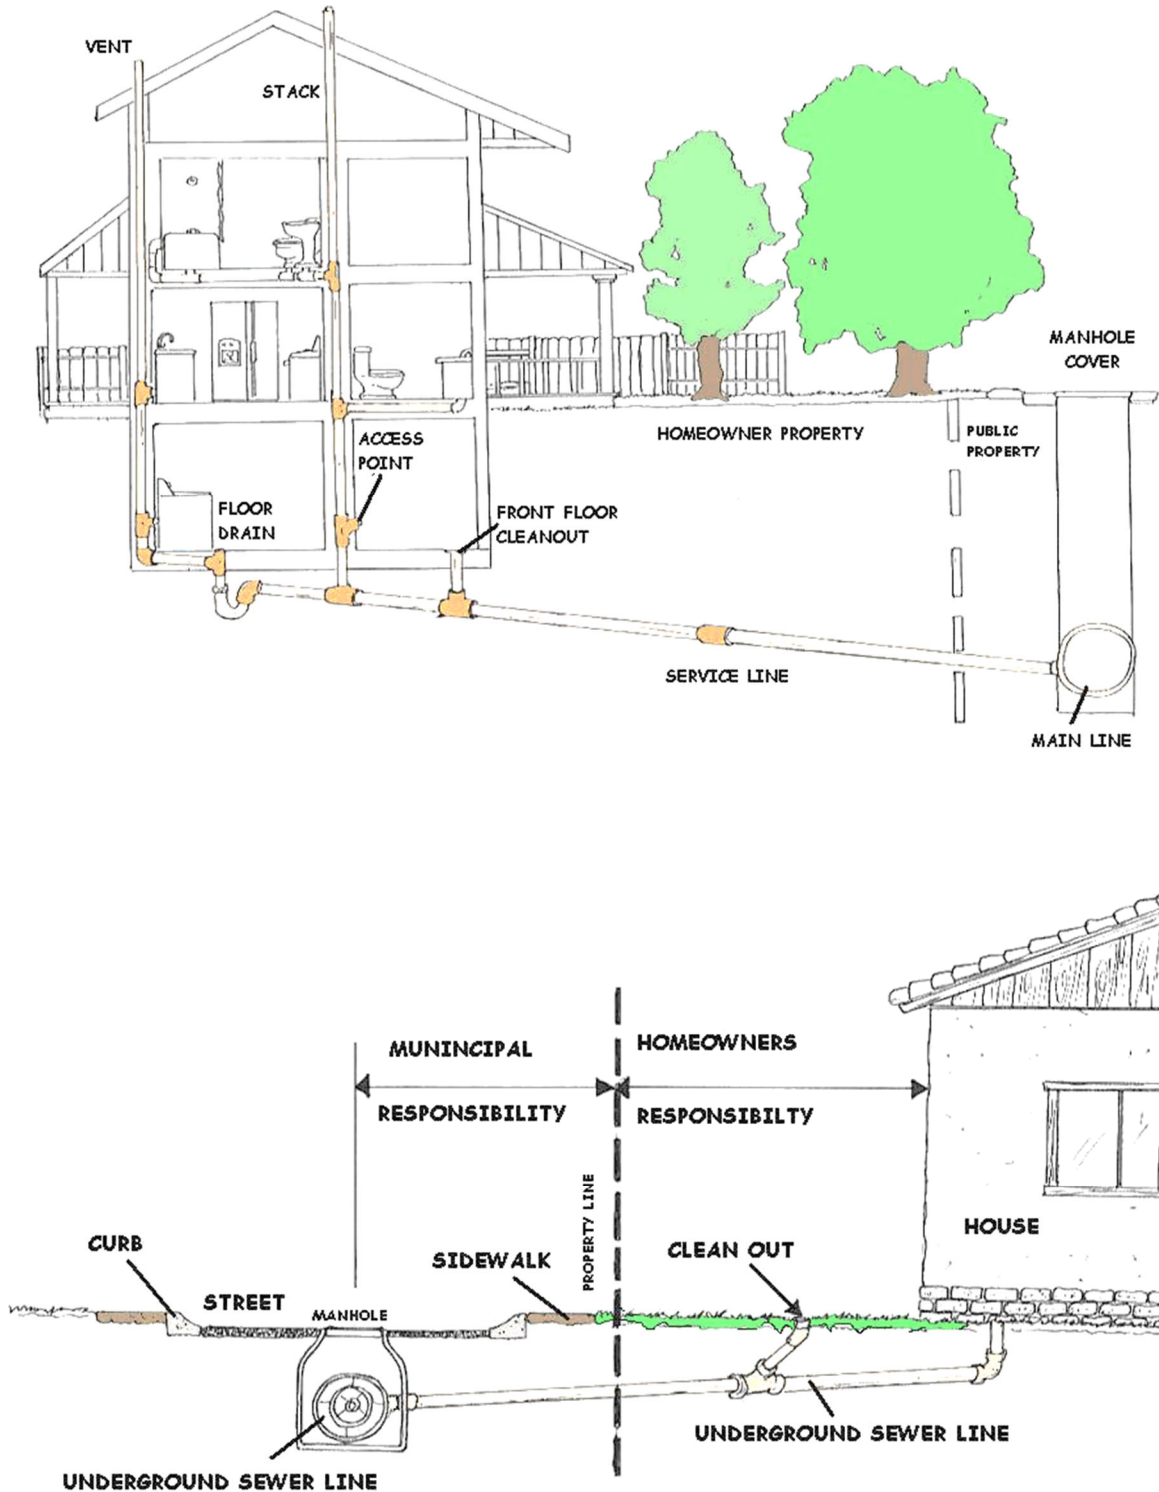 VENT
STACK
MANHOLE
COVER
HOMEOWNER PROPERTY
PUBLIC
PROPERTY
ACCESS
POINT
FLOOR
DRAIN
FRONT FLOOR
CLEANOUT
SERVICE LINE
MAIN LINE
MUNINCIPAL
RESPONSIBILITY
HOMEOWNERS
RESPONSIBILTY
PROPERTY LINE
CURB
STREET
MANHOLE
SIDEWALK
CLEAN OUT
HOUSE
UNDERGROUND SEWER LINE
UNDERGROUND SEWER LINE